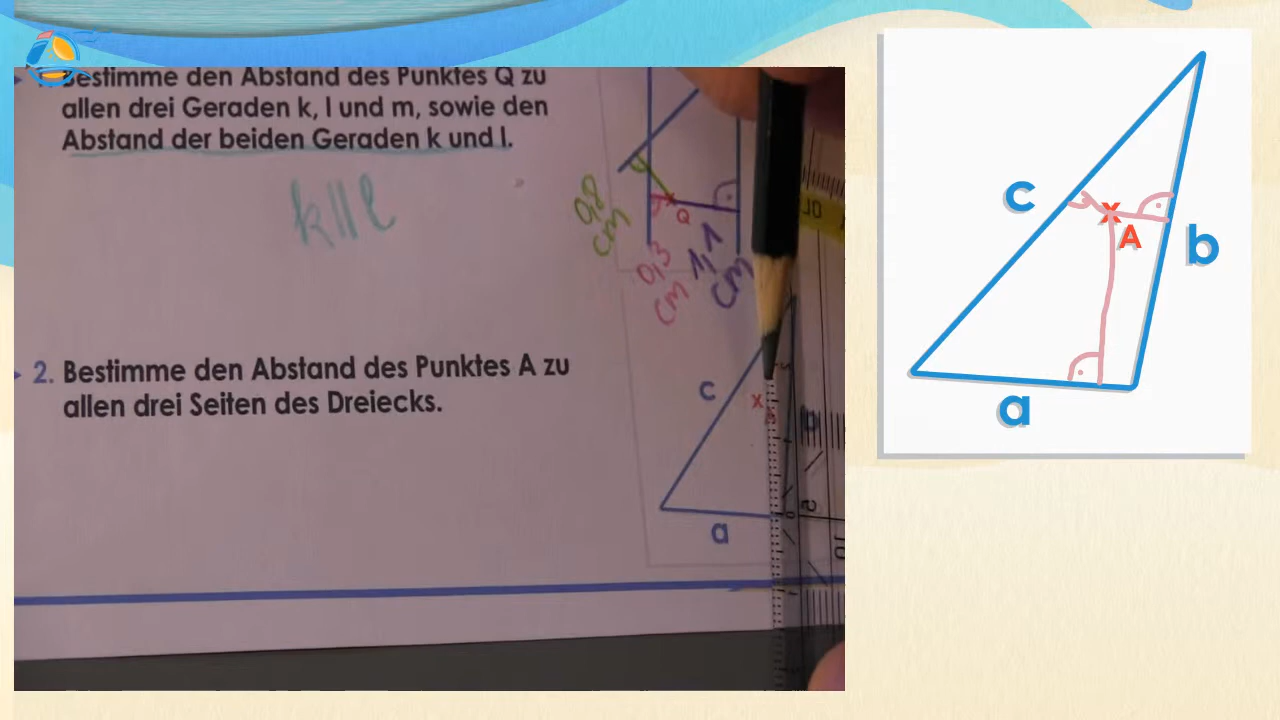 Bestimme den Abstand des Punktes Q zu
allen drei Geraden k, l und m, sowie den
Abstand der beiden Geraden k und l.
k||l
0,8
cm
Q
0,3
cm
1,1
cm
2. Bestimme den Abstand des Punktes A zu
allen drei Seiten des Dreiecks.
c
x
a
c
x
A
b
a